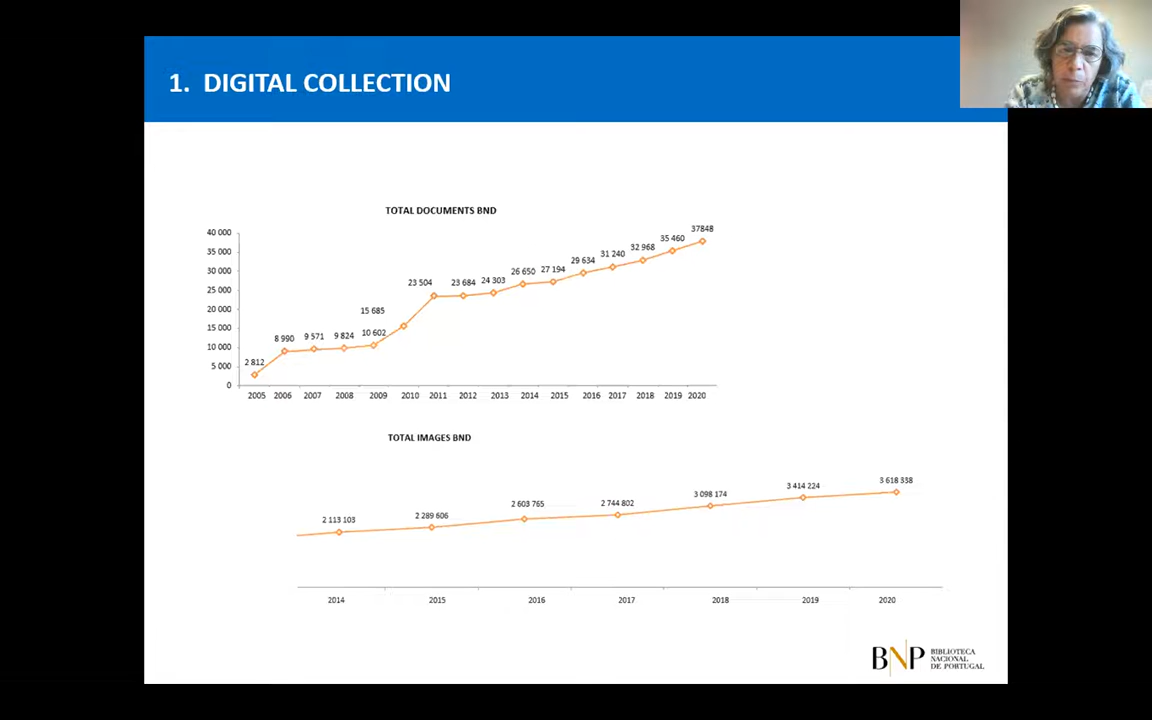 1. DIGITAL COLLECTION
TOTAL DOCUMENTS BND
40 000
35 000
30 000
25 000
20 000
15 000
10 000
5 000
0
2 812
8 990
9 571
9 824
10 602
15 685
23 504
23 684
24 303
26 650
27 194
29 634
31 240
32 968
35 460
37848
2005 2006 2007 2008 2009 2010 2011 2012 2013 2014 2015 2016 2017 2018 2019 2020
TOTAL IMAGES BND
2 113 103
2 289 606
2 603 765
2 744 802
3 098 174
3 414 224
3 618 338
2014 2015 2016 2017 2018 2019 2020
BNP
BIBLIOTECA
NACIONAL
DE PORTUGAL